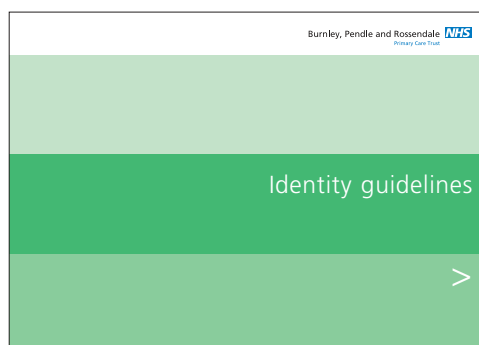 Burnley, Pendle and Rossendale NHS
Primary Care Trust
Identity guidelines
>